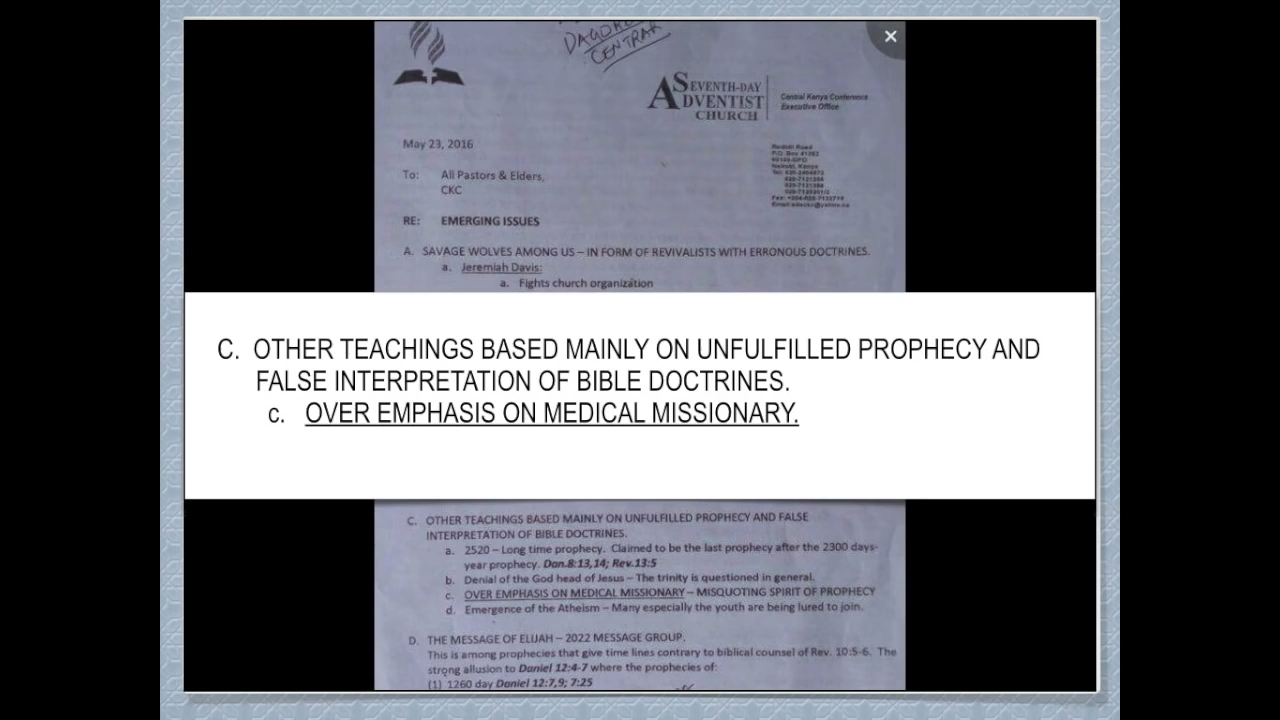 DAGORE
CENTRAR
SEVENTH-DAY
ADVENTIST
CHURCH
Central Kenya Conference
Executive Office
May 23, 2016
To: All Pastors & Elders,
CKC
Nairobi, Kenya
RE: EMERGING ISSUES
A. SAVAGE WOLVES AMONG US – IN FORM OF REVIVALISTS WITH ERRONOUS DOCTRINES.
a. Jeremiah Davis:
a. Fights church organization
C. OTHER TEACHINGS BASED MAINLY ON UNFULFILLED PROPHECY AND
FALSE INTERPRETATION OF BIBLE DOCTRINES.
c. OVER EMPHASIS ON MEDICAL MISSIONARY.
C. OTHER TEACHINGS BASED MAINLY ON UNFULFILLED PROPHECY AND FALSE
INTERPRETATION OF BIBLE DOCTRINES.
a. 2520 – Long time prophecy. Claimed to be the last prophecy after the 2300 days-
year prophecy. Dan.8:13,14; Rev.13:5
b. Denial of the God head of Jesus – The trinity is questioned in general.
c. OVER EMPHASIS ON MEDICAL MISSIONARY – MISQUOTING SPIRIT OF PROPHECY
d. Emergence of the Atheism – Many especially the youth are being lured to join.
D. THE MESSAGE OF ELIJAH – 2022 MESSAGE GROUP.
This is among prophecies that give time lines contrary to biblical counsel of Rev. 10:5-6. The
strong allusion to Daniel 12:4-7 where the prophecies of:
(1) 1260 day Daniel 12:7,9; 7:25